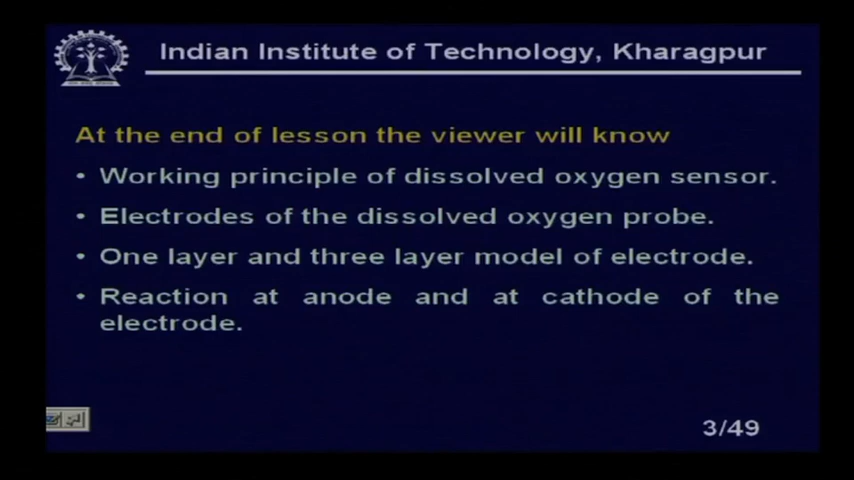 Indian Institute of Technology, Kharagpur
At the end of lesson the viewer will know
• Working principle of dissolved oxygen sensor.
• Electrodes of the dissolved oxygen probe.
• One layer and three layer model of electrode.
• Reaction at anode and at cathode of the
electrode.
3/49